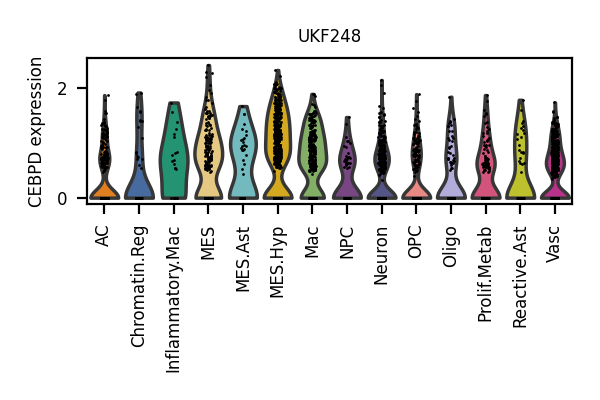 UKF248
CEBPD expression
2
0
AC
Chromatin.Reg
Inflammatory.Mac
MES
MES.Ast
MES.Hyp
Mac
NPC
Neuron
OPC
Oligo
Prolif.Metab
Reactive.Ast
Vasc